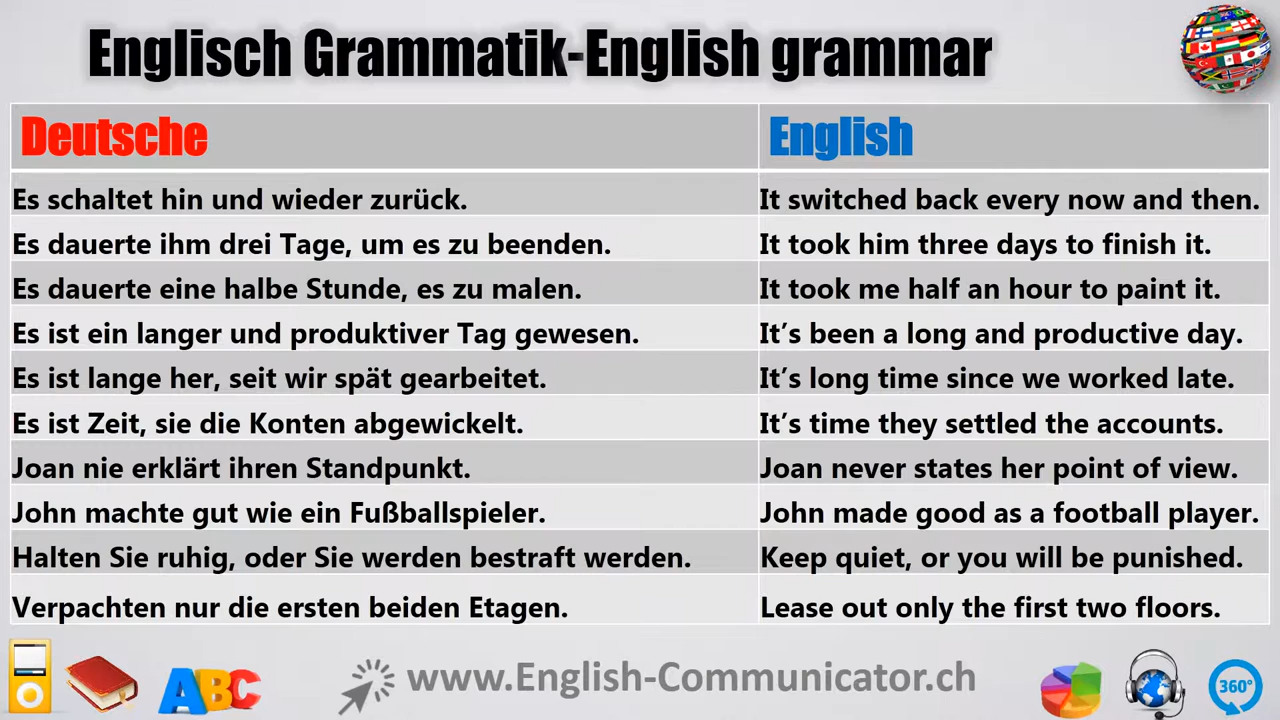 Englisch Grammatik-English grammar
Deutsche English
Es schaltet hin und wieder zurück. It switched back every now and then.
Es dauerte ihm drei Tage, um es zu beenden. It took him three days to finish it.
Es dauerte eine halbe Stunde, es zu malen. It took me half an hour to paint it.
Es ist ein langer und produktiver Tag gewesen. It’s been a long and productive day.
Es ist lange her, seit wir spät gearbeitet. It’s long time since we worked late.
Es ist Zeit, sie die Konten abgewickelt. It’s time they settled the accounts.
Joan nie erklärt ihren Standpunkt. Joan never states her point of view.
John machte gut wie ein Fußballspieler. John made good as a football player.
Halten Sie ruhig, oder Sie werden bestraft werden. Keep quiet, or you will be punished.
Verpachten nur die ersten beiden Etagen. Lease out only the first two floors.
ABC www.English-Communicator.ch 360°